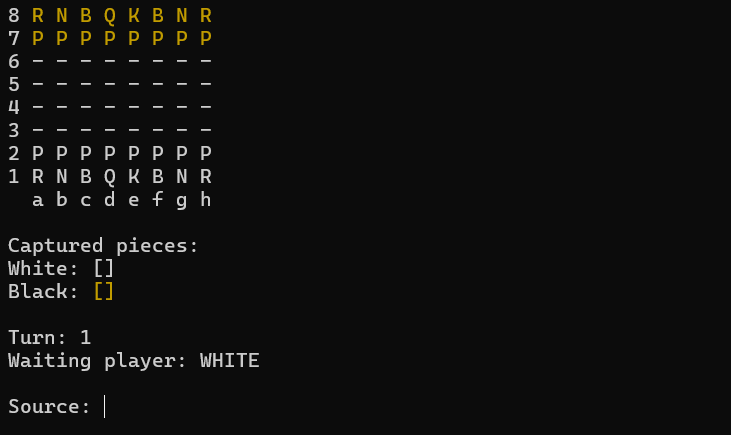 8 R N B Q K B N R
7 P P P P P P P P
6 - - - - - - - -
5 - - - - - - - -
4 - - - - - - - -
3 - - - - - - - -
2 P P P P P P P P
1 R N B Q K B N R
  a b c d e f g h

Captured pieces:
White: []
Black: []

Turn: 1
Waiting player: WHITE

Source: